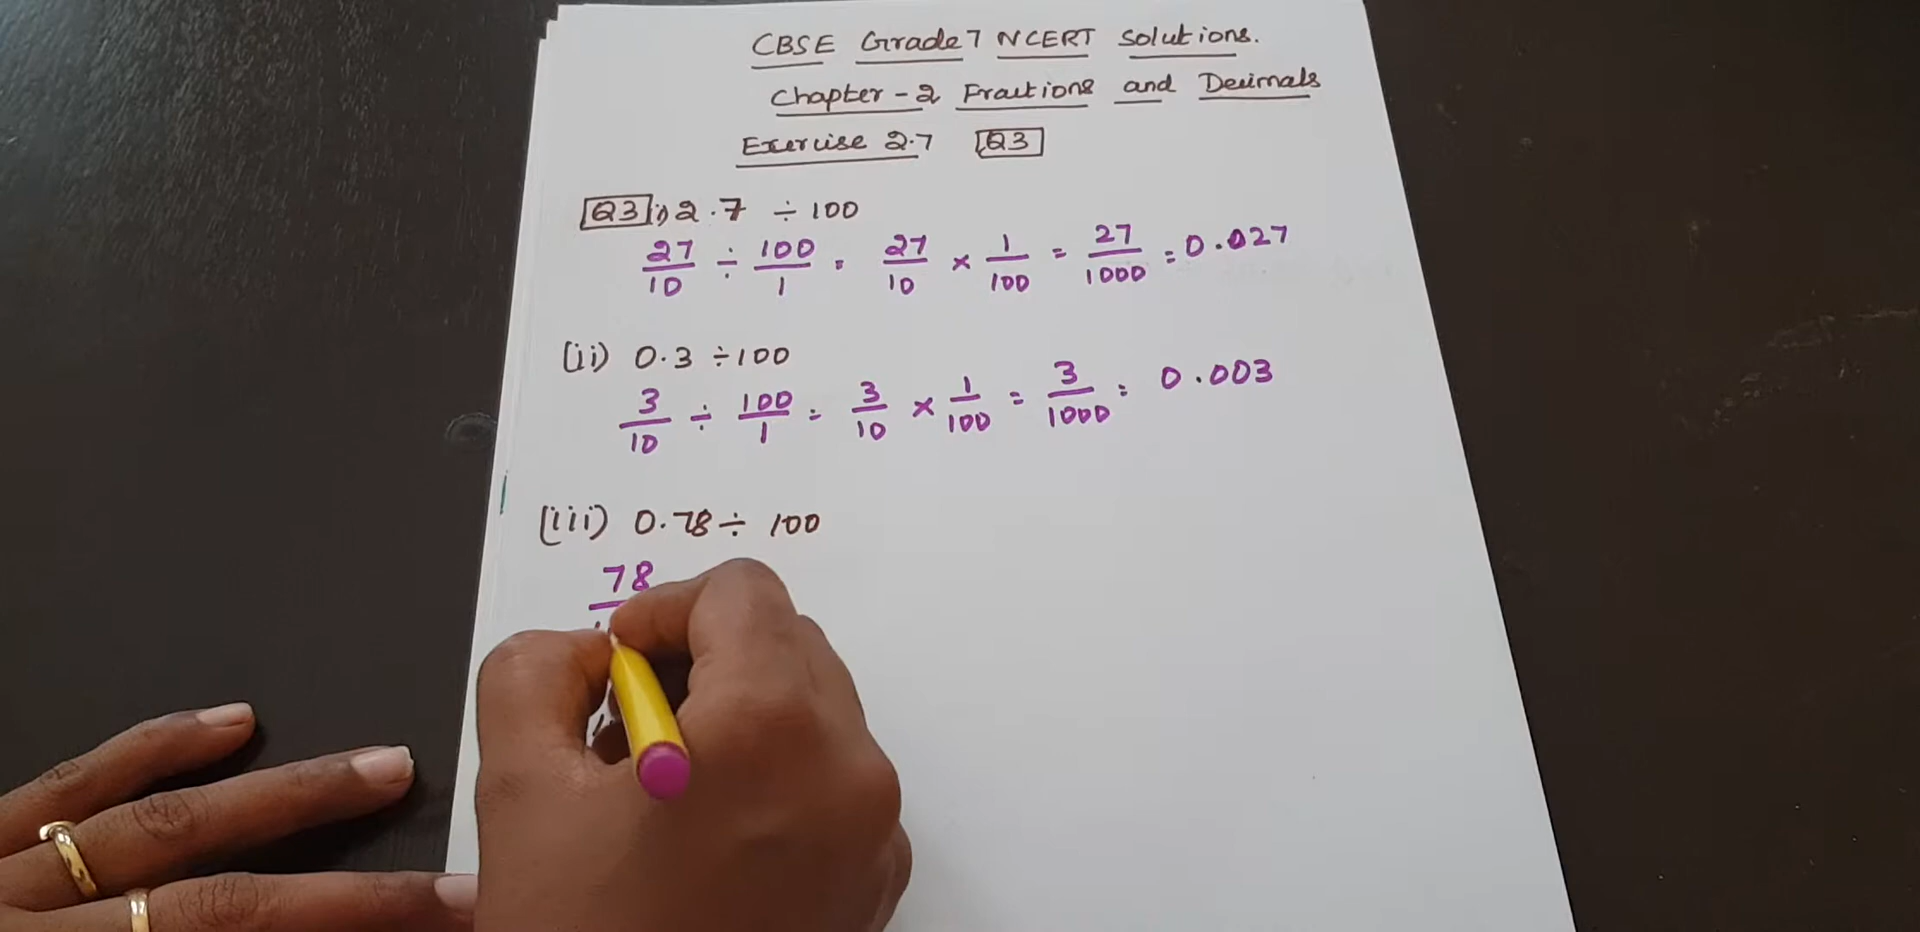 CBSE Grade 7 NCERT Solutions.
Chapter - 2 Fractions and Decimals
Exercise 2.7 Q3
Q3 i) 2.7 ÷ 100
27/10 ÷ 100/1 = 27/10 × 1/100 = 27/1000 = 0.027
(ii) 0.3 ÷ 100
3/10 ÷ 100/1 = 3/10 × 1/100 = 3/1000 = 0.003
(iii) 0.78 ÷ 100
78